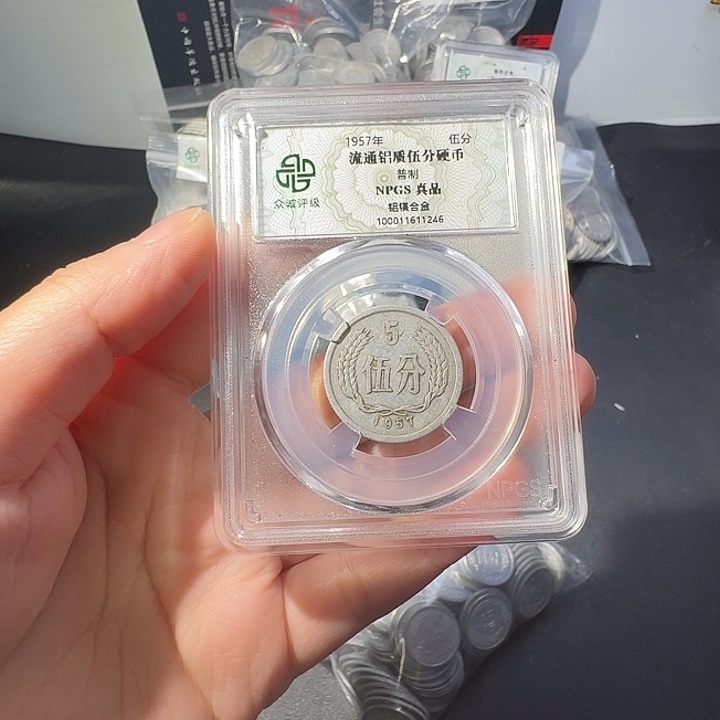 1957年 伍分
流通铝质伍分硬币
普制
NPGS 真品
铝镁合金
100011611246
众诚评级
5
伍分
1957
NPGS